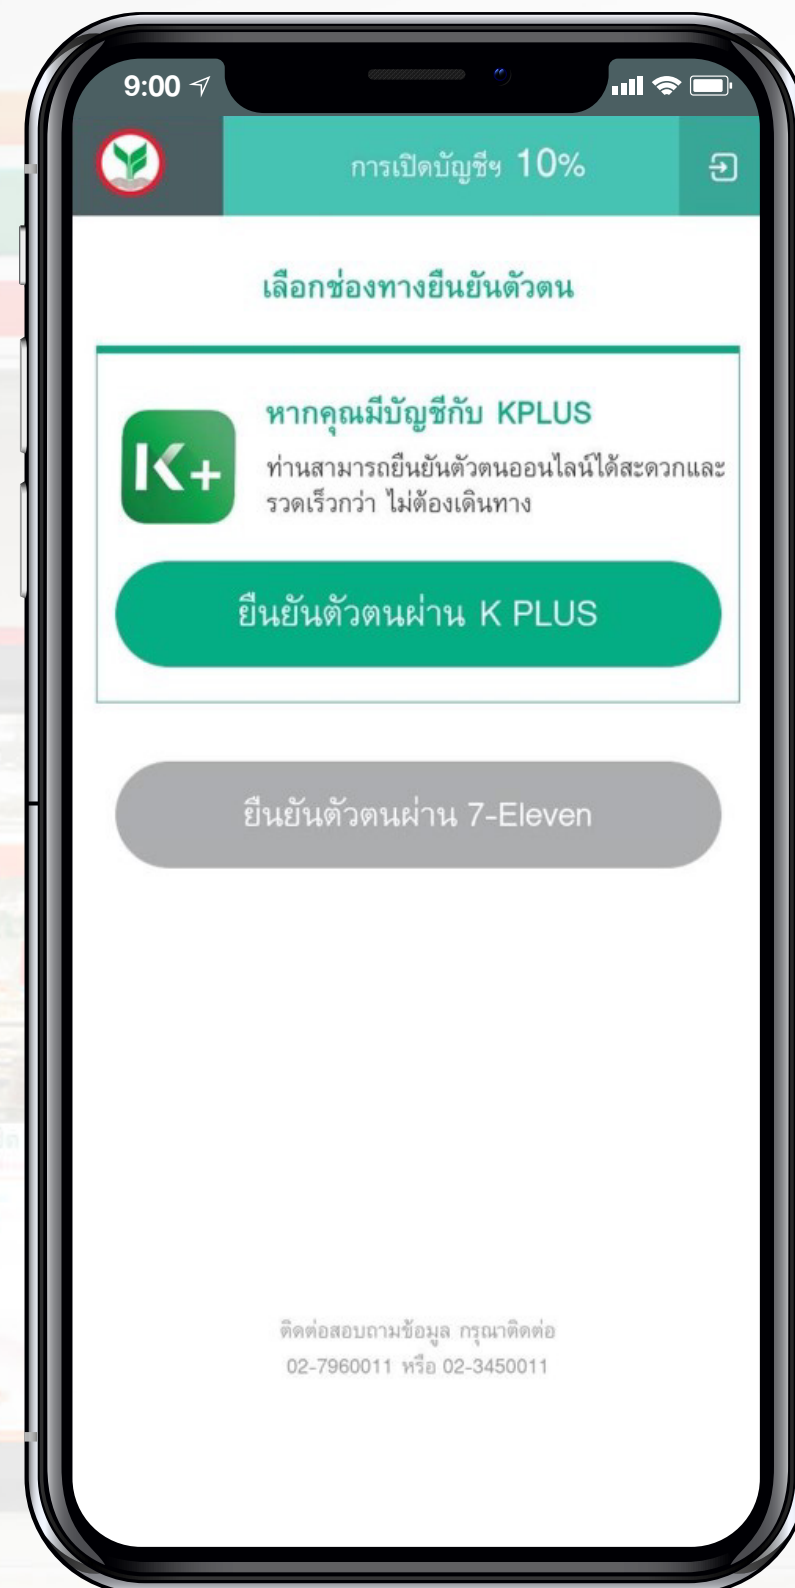 9:00
การเปิดบัญชีฯ 10%
เลือกช่องทางยืนยันตัวตน
หากคุณมีบัญชีกับ KPLUS
K+
ท่านสามารถยืนยันตัวตนออนไลน์ได้สะดวกและ
รวดเร็วกว่า ไม่ต้องเดินทาง
ยืนยันตัวตนผ่าน K PLUS
ยืนยันตัวตนผ่าน 7-Eleven
ติดต่อสอบถามข้อมูล กรุณาติดต่อ
02-7960011 หรือ 02-3450011